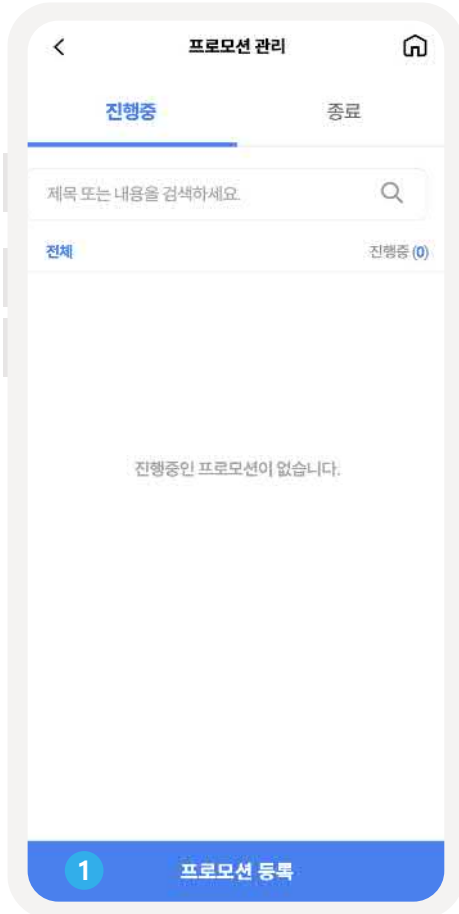 프로모션 관리
진행중 종료
제목 또는 내용을 검색하세요.
전체 진행중 (0)
진행중인 프로모션이 없습니다.
1 프로모션 등록